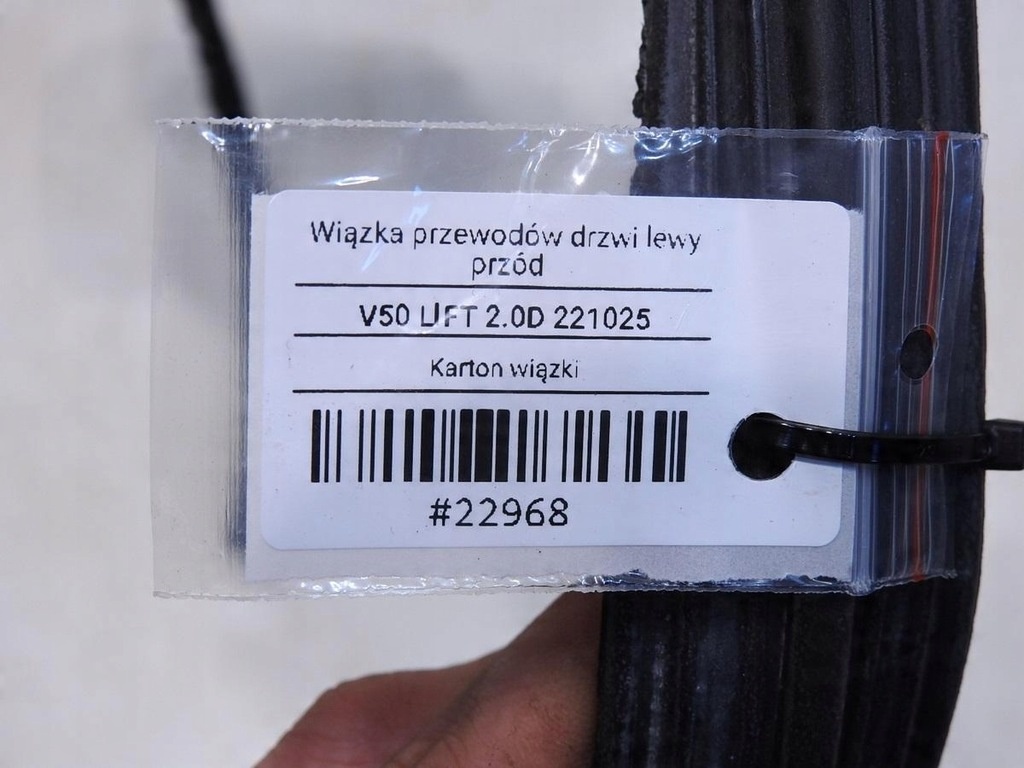 Wiązka przewodów drzwi lewy
przód
V50 LIFT 2.0D 221025
Karton wiązki
#22968